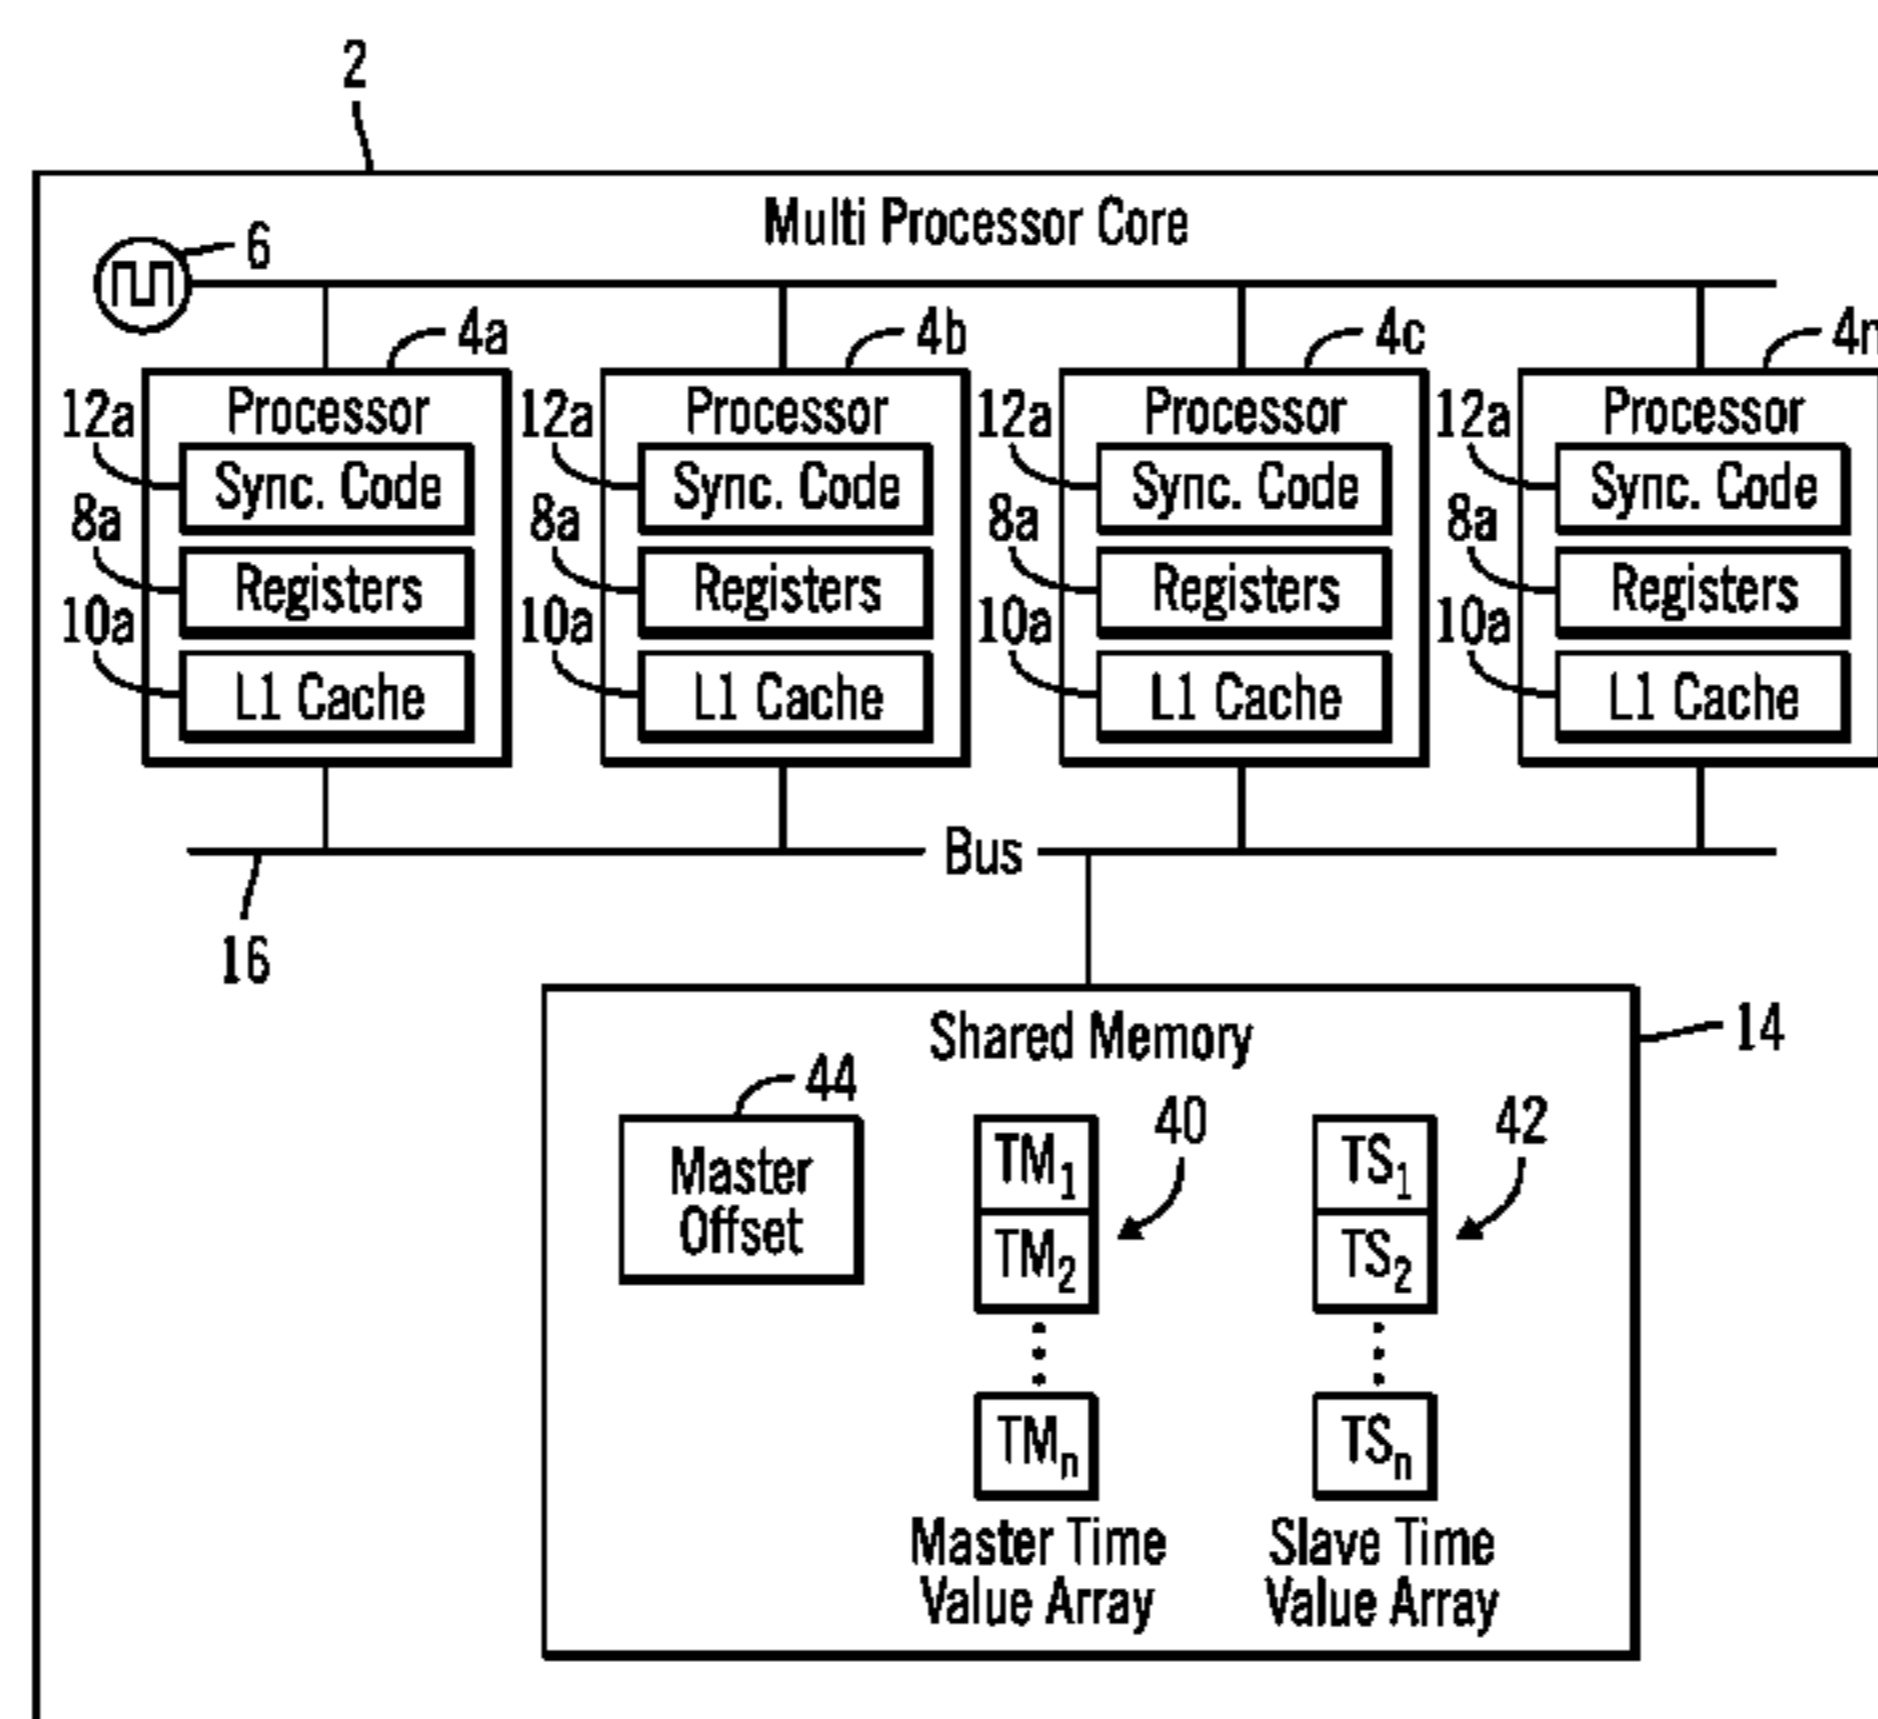 2
Multi Processor Core
6
4a 4b 4c 4n
12a Processor 12a Processor 12a Processor 12a Processor
Sync. Code Sync. Code Sync. Code Sync. Code
8a 8a 8a 8a
Registers Registers Registers Registers
10a 10a 10a 10a
L1 Cache L1 Cache L1 Cache L1 Cache
Bus
16
Shared Memory
14
44
40
42
Master
Offset
TM1
TM2
TMn
TS1
TS2
TSn
Master Time
Value Array
Slave Time
Value Array